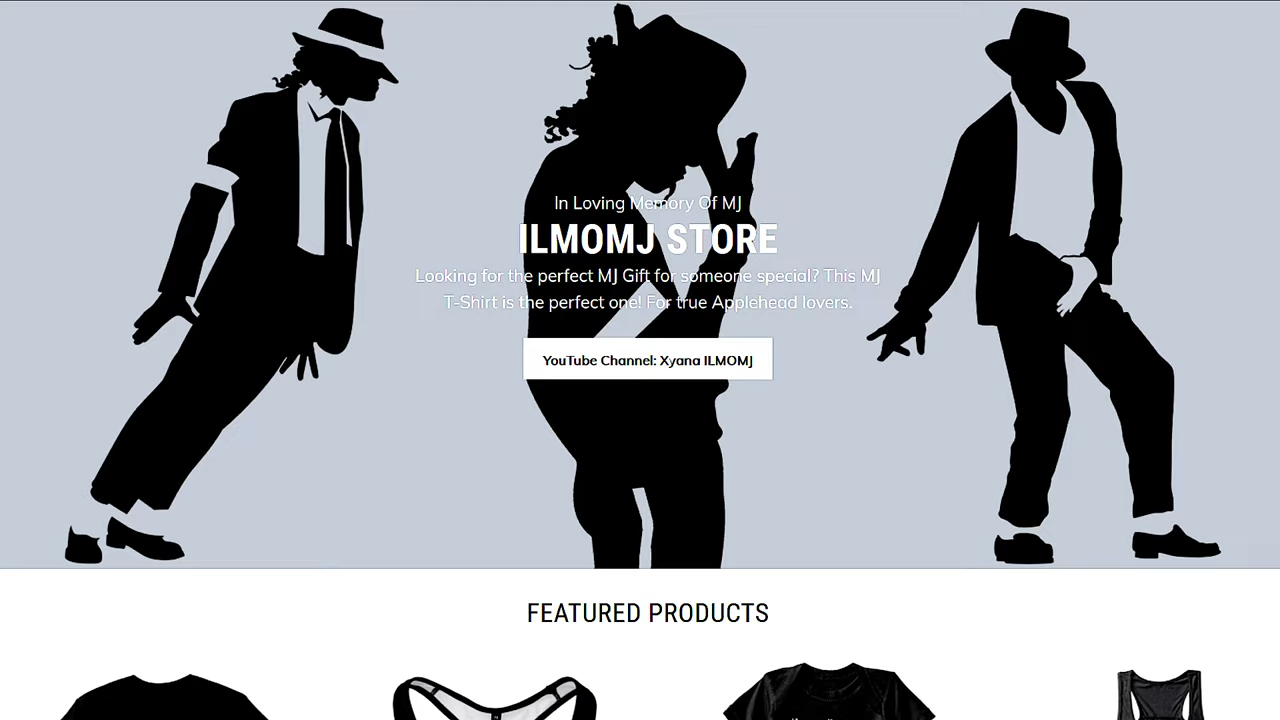 In Loving Memory Of MJ
ILMOMJ STORE
Looking for the perfect MJ Gift for someone special? This MJ
T-Shirt is the perfect one! For true Applehead lovers.
YouTube Channel: Xyana ILMOMJ
FEATURED PRODUCTS